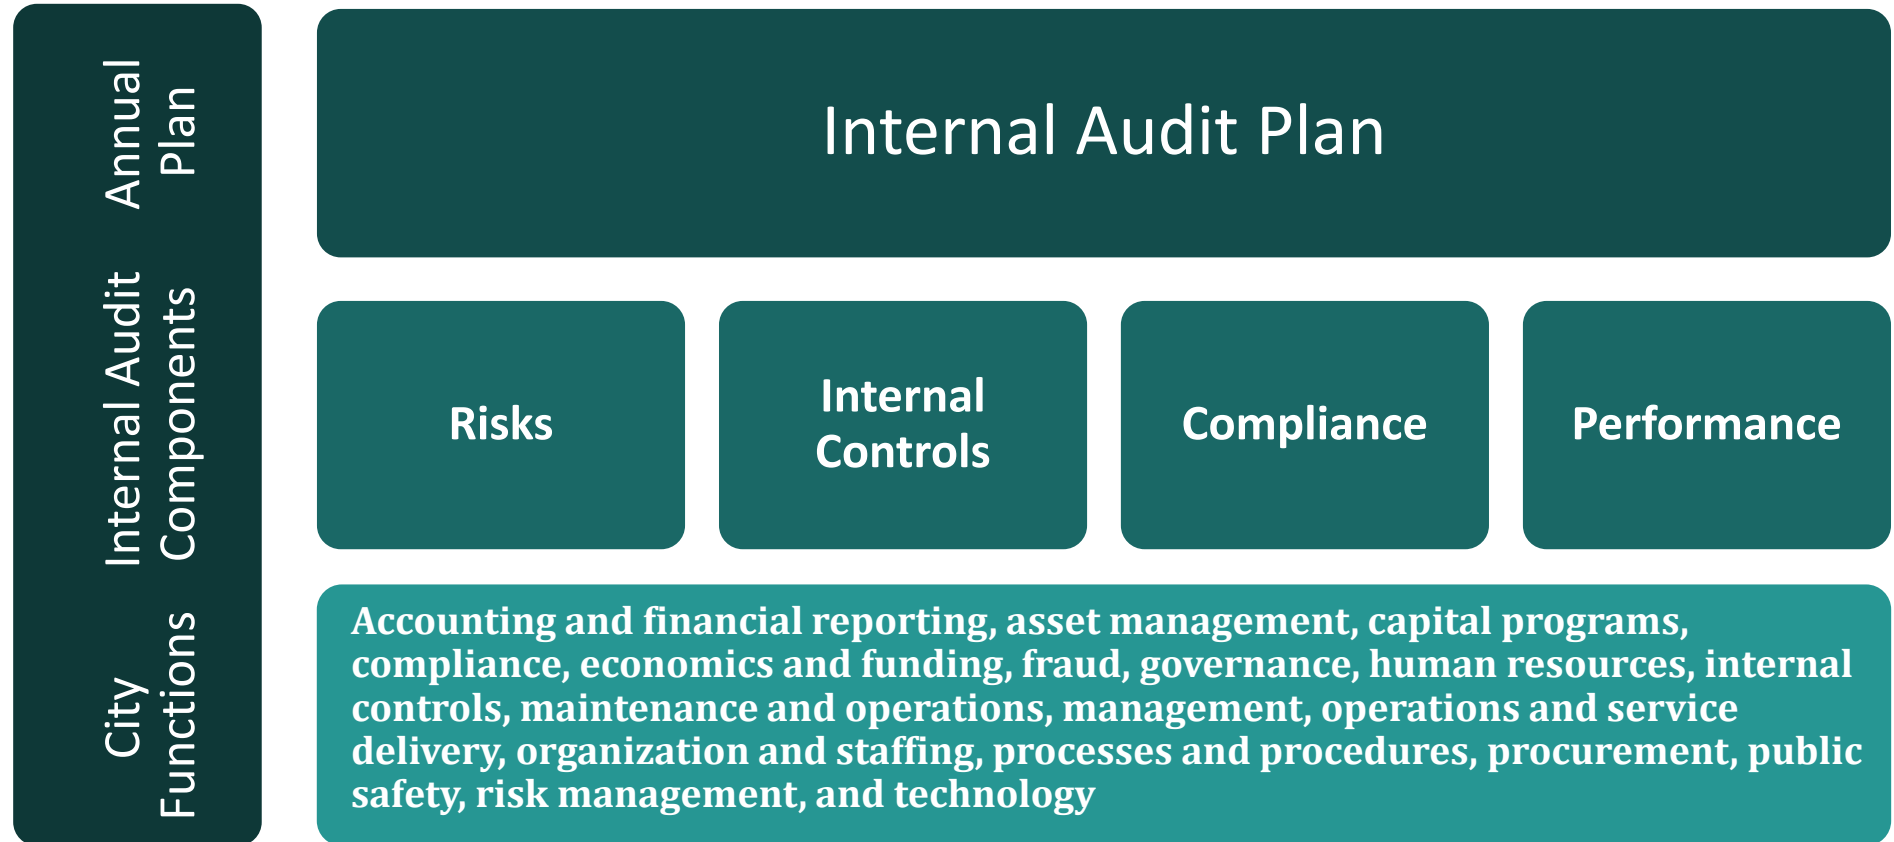 Annual
Plan
Internal Audit Plan
Internal Audit
Components
Risks
Internal
Controls
Compliance
Performance
City
Functions
Accounting and financial reporting, asset management, capital programs,
compliance, economics and funding, fraud, governance, human resources, internal
controls, maintenance and operations, management, operations and service
delivery, organization and staffing, processes and procedures, procurement, public
safety, risk management, and technology